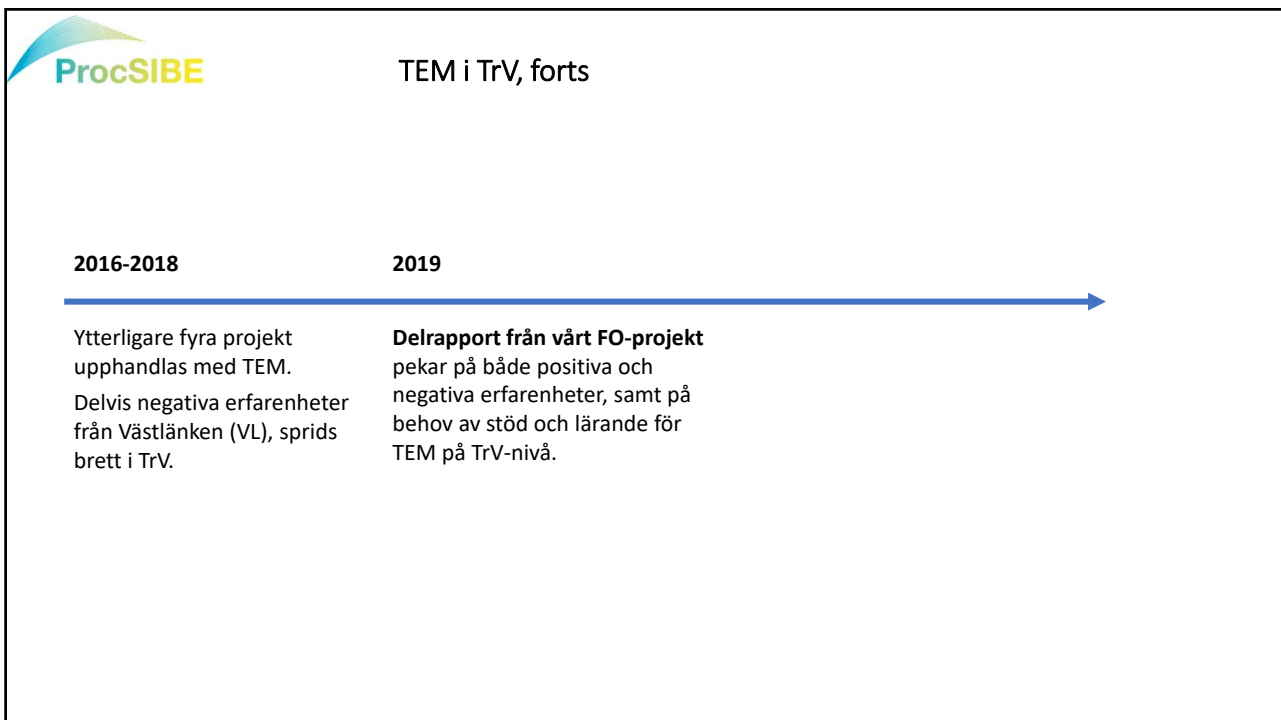 ProcSIBE
TEM i TrV, forts
2016-2018
Ytterligare fyra projekt
upphandlas med TEM.
Delvis negativa erfarenheter
från Västlänken (VL), sprids
brett i TrV.
2019
Delrapport från vårt FO-projekt
pekar på både positiva och
negativa erfarenheter, samt på
behov av stöd och lärande för
TEM på TrV-nivå.